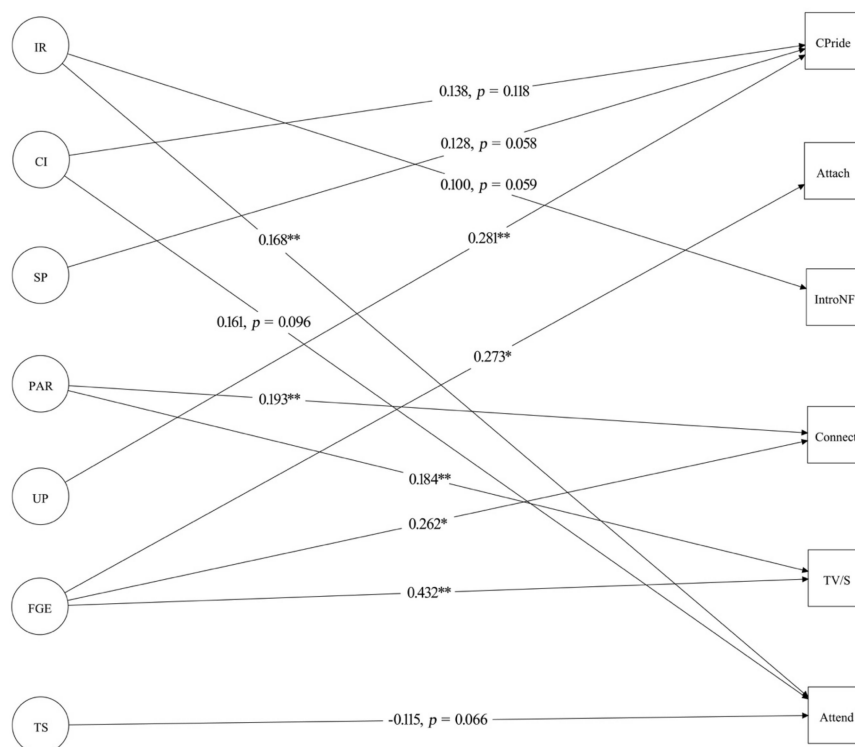 IR
CPride
0.138, p = 0.118
0.128, p = 0.058
CI
Attach
0.100, p = 0.059
0.168**
0.281**
SP
IntroNF
0.161, p = 0.096
0.273*
PAR
0.193**
Connect
0.184**
UP
0.262*
TV/S
0.432**
FGE
TS
-0.115, p = 0.066
Attend